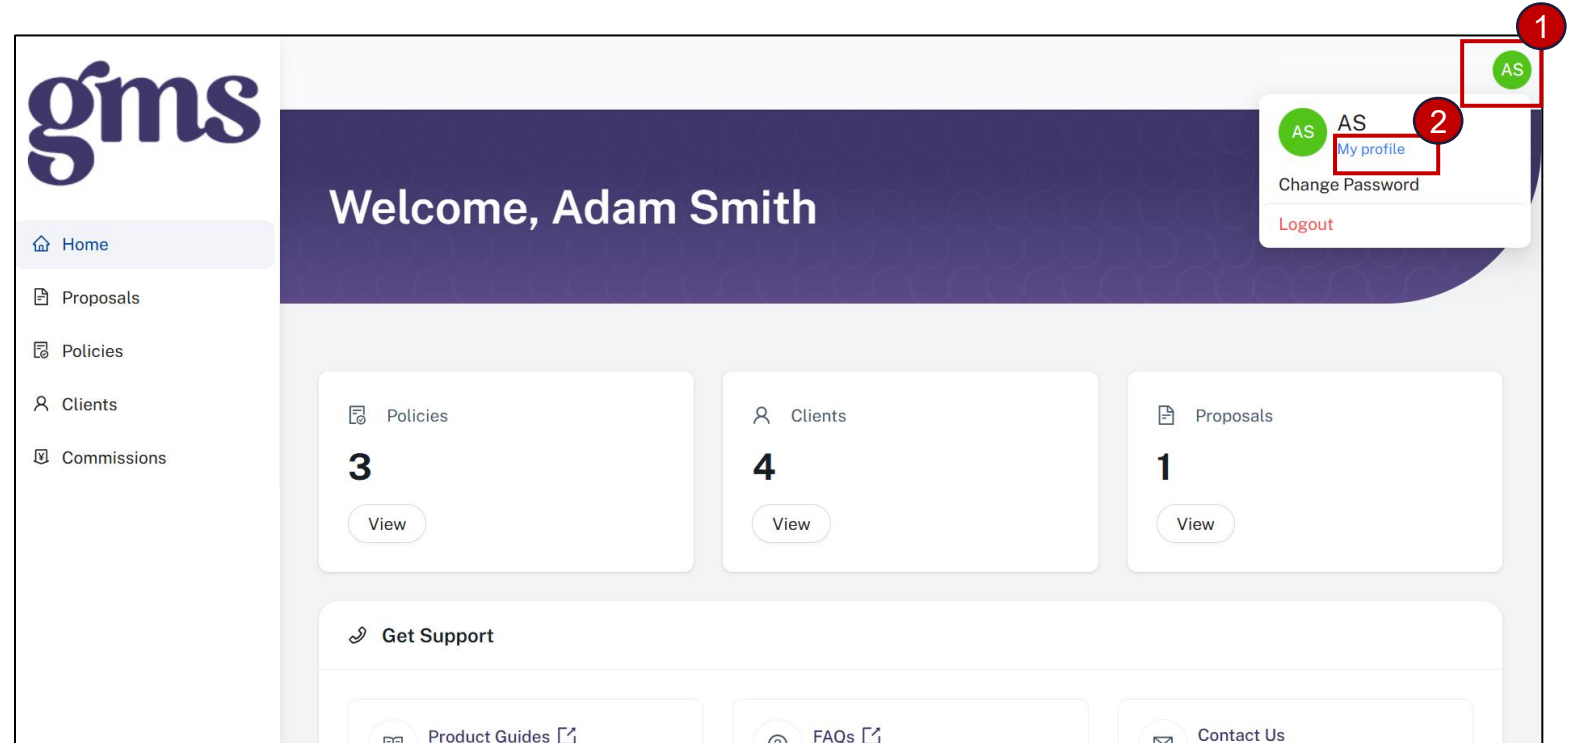 1
gms
AS
AS
AS
2
My profile
Change Password
Logout
Welcome, Adam Smith
Home
Proposals
Policies
Clients
Commissions
Policies
3
View
Clients
4
View
Proposals
1
View
Get Support
Product Guides
FAQs
Contact Us